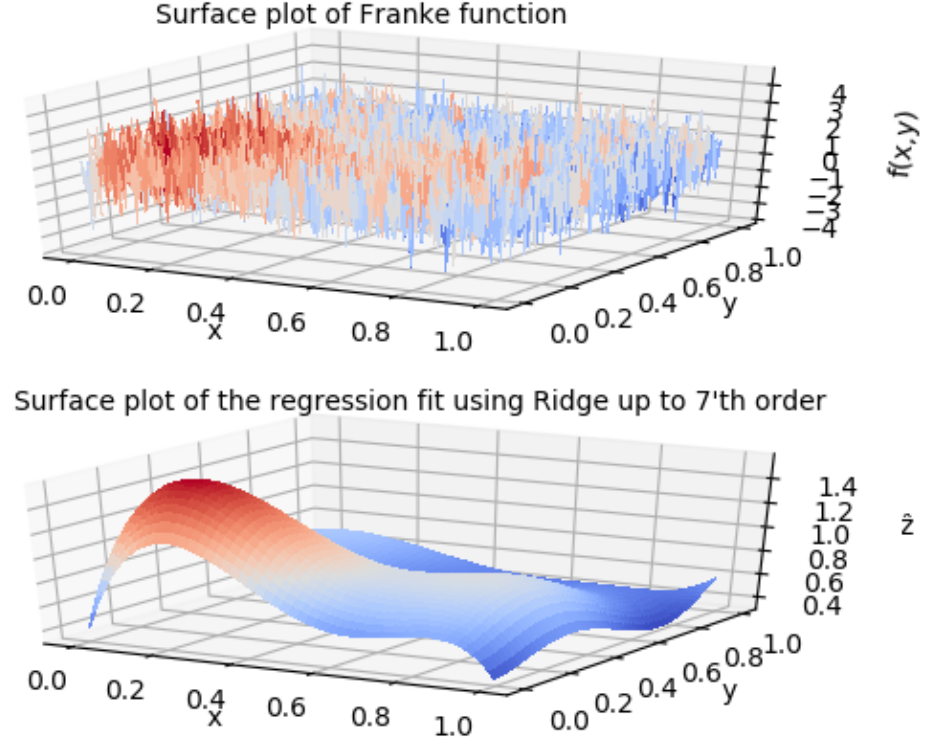 Surface plot of Franke function
4
3
2
1
0
−1
−2
−3
−4
f(x,y)
0.0 0.2 0.4 0.6 0.8 1.0
x
0.0 0.2 0.4 0.6 0.8 1.0
y
Surface plot of the regression fit using Ridge up to 7'th order
1.4
1.2
1.0
0.8
0.6
0.4
ẑ
0.0 0.2 0.4 0.6 0.8 1.0
x
0.0 0.2 0.4 0.6 0.8 1.0
y